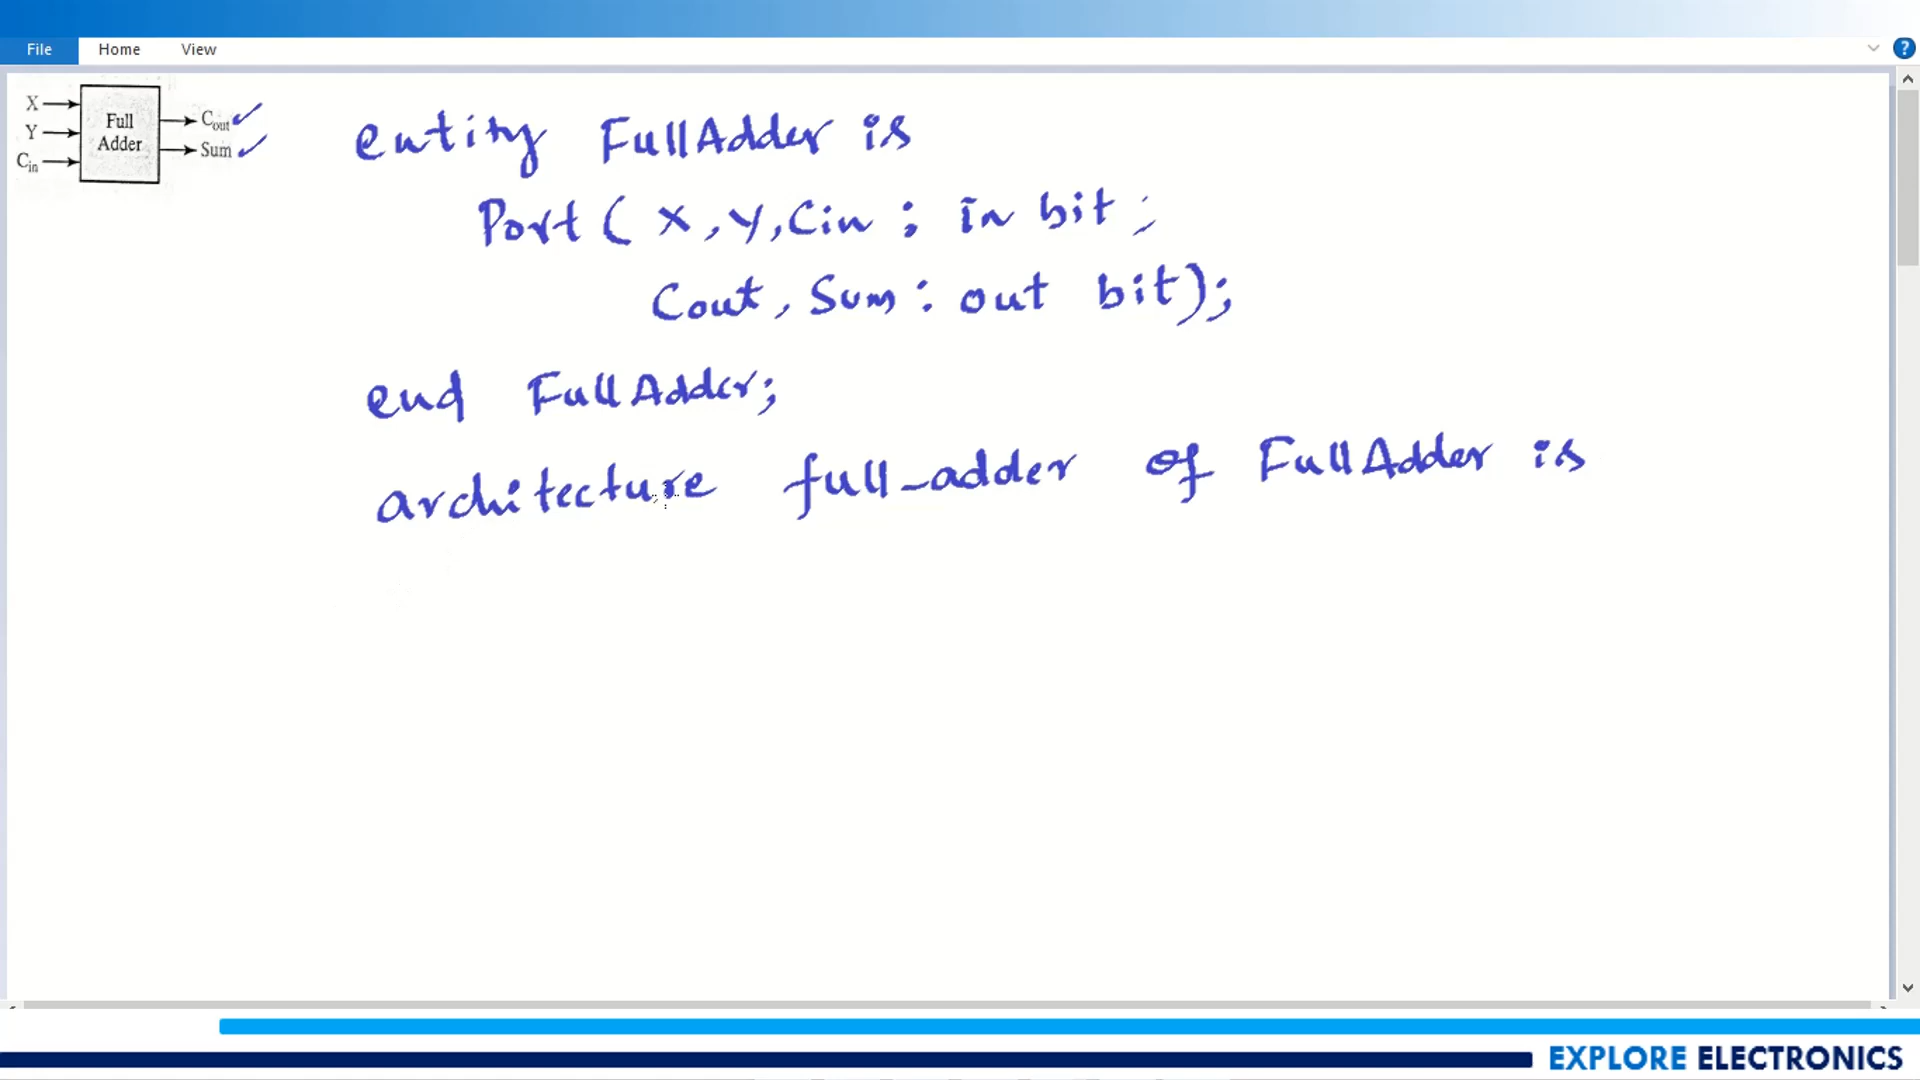 File Home View
X
Y
Cin
Full
Adder
Cout
Sum
entity FullAdder is
Port ( X, Y, Cin : in bit ;
Cout, Sum : out bit);
end FullAdder;
architecture full_adder of FullAdder is
EXPLORE ELECTRONICS